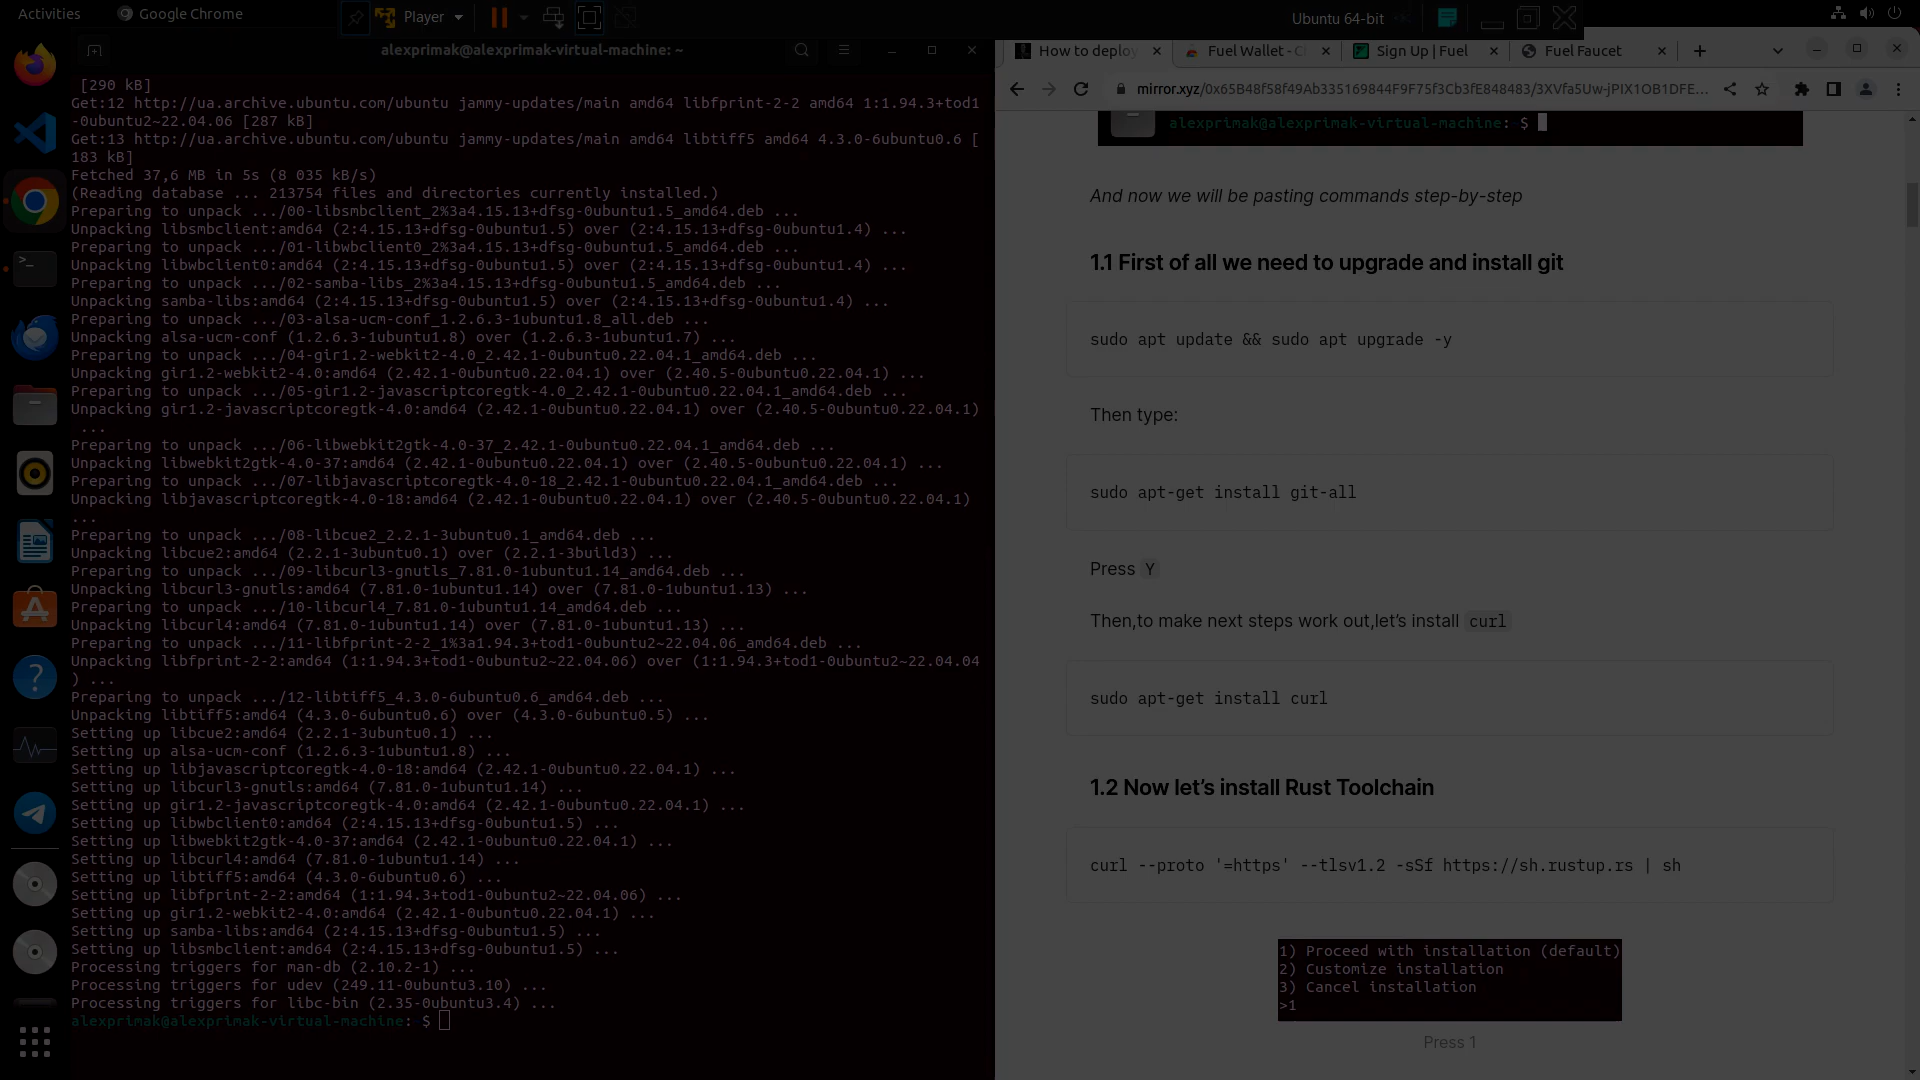 Activities
Google Chrome
Player
Ubuntu 64-bit
alexprimak@alexprimak-virtual-machine: ~
[290 kB]
Get:12 http://ua.archive.ubuntu.com/ubuntu jammy-updates/main amd64 libfprint-2-2 amd64 1:1.94.3+tod1
-0ubuntu2~22.04.06 [287 kB]
Get:13 http://ua.archive.ubuntu.com/ubuntu jammy-updates/main amd64 libtiff5 amd64 4.3.0-6ubuntu0.6 [
183 kB]
Fetched 37,6 MB in 5s (8 035 kB/s)
(Reading database ... 213754 files and directories currently installed.)
Preparing to unpack .../00-libsmbclient_2%3a4.15.13+dfsg-0ubuntu1.5_amd64.deb ...
Unpacking libsmbclient:amd64 (2:4.15.13+dfsg-0ubuntu1.5) over (2:4.15.13+dfsg-0ubuntu1.4) ...
Preparing to unpack .../01-libwbclient0_2%3a4.15.13+dfsg-0ubuntu1.5_amd64.deb ...
Unpacking libwbclient0:amd64 (2:4.15.13+dfsg-0ubuntu1.5) over (2:4.15.13+dfsg-0ubuntu1.4) ...
Preparing to unpack .../02-samba-libs_2%3a4.15.13+dfsg-0ubuntu1.5_amd64.deb ...
Unpacking samba-libs:amd64 (2:4.15.13+dfsg-0ubuntu1.5) over (2:4.15.13+dfsg-0ubuntu1.4) ...
Preparing to unpack .../03-alsa-ucm-conf_1.2.6.3-1ubuntu1.8_all.deb ...
Unpacking alsa-ucm-conf (1.2.6.3-1ubuntu1.8) over (1.2.6.3-1ubuntu1.7) ...
Preparing to unpack .../04-gir1.2-webkit2-4.0_2.42.1-0ubuntu0.22.04.1_amd64.deb ...
Unpacking gir1.2-webkit2-4.0:amd64 (2.42.1-0ubuntu0.22.04.1) over (2.40.5-0ubuntu0.22.04.1) ...
Preparing to unpack .../05-gir1.2-javascriptcoregtk-4.0_2.42.1-0ubuntu0.22.04.1_amd64.deb ...
Unpacking gir1.2-javascriptcoregtk-4.0:amd64 (2.42.1-0ubuntu0.22.04.1) over (2.40.5-0ubuntu0.22.04.1)
...
Preparing to unpack .../06-libwebkit2gtk-4.0-37_2.42.1-0ubuntu0.22.04.1_amd64.deb ...
Unpacking libwebkit2gtk-4.0-37:amd64 (2.42.1-0ubuntu0.22.04.1) over (2.40.5-0ubuntu0.22.04.1) ...
Preparing to unpack .../07-libjavascriptcoregtk-4.0-18_2.42.1-0ubuntu0.22.04.1_amd64.deb ...
Unpacking libjavascriptcoregtk-4.0-18:amd64 (2.42.1-0ubuntu0.22.04.1) over (2.40.5-0ubuntu0.22.04.1)
...
Preparing to unpack .../08-libcue2_2.2.1-3ubuntu0.1_amd64.deb ...
Unpacking libcue2:amd64 (2.2.1-3ubuntu0.1) over (2.2.1-3build3) ...
Preparing to unpack .../09-libcurl3-gnutls_7.81.0-1ubuntu1.14_amd64.deb ...
Unpacking libcurl3-gnutls:amd64 (7.81.0-1ubuntu1.14) over (7.81.0-1ubuntu1.13) ...
Preparing to unpack .../10-libcurl4_7.81.0-1ubuntu1.14_amd64.deb ...
Unpacking libcurl4:amd64 (7.81.0-1ubuntu1.14) over (7.81.0-1ubuntu1.13) ...
Preparing to unpack .../11-libfprint-2-2_1%3a1.94.3+tod1-0ubuntu2~22.04.06_amd64.deb ...
Unpacking libfprint-2-2:amd64 (1:1.94.3+tod1-0ubuntu2~22.04.06) over (1:1.94.3+tod1-0ubuntu2~22.04.04
) ...
Preparing to unpack .../12-libtiff5_4.3.0-6ubuntu0.6_amd64.deb ...
Unpacking libtiff5:amd64 (4.3.0-6ubuntu0.6) over (4.3.0-6ubuntu0.5) ...
Setting up libcue2:amd64 (2.2.1-3ubuntu0.1) ...
Setting up alsa-ucm-conf (1.2.6.3-1ubuntu1.8) ...
Setting up libjavascriptcoregtk-4.0-18:amd64 (2.42.1-0ubuntu0.22.04.1) ...
Setting up libcurl3-gnutls:amd64 (7.81.0-1ubuntu1.14) ...
Setting up gir1.2-javascriptcoregtk-4.0:amd64 (2.42.1-0ubuntu0.22.04.1) ...
Setting up libwbclient0:amd64 (2:4.15.13+dfsg-0ubuntu1.5) ...
Setting up libwebkit2gtk-4.0-37:amd64 (2.42.1-0ubuntu0.22.04.1) ...
Setting up libcurl4:amd64 (7.81.0-1ubuntu1.14) ...
Setting up libtiff5:amd64 (4.3.0-6ubuntu0.6) ...
Setting up libfprint-2-2:amd64 (1:1.94.3+tod1-0ubuntu2~22.04.06) ...
Setting up gir1.2-webkit2-4.0:amd64 (2.42.1-0ubuntu0.22.04.1) ...
Setting up samba-libs:amd64 (2:4.15.13+dfsg-0ubuntu1.5) ...
Setting up libsmbclient:amd64 (2:4.15.13+dfsg-0ubuntu1.5) ...
Processing triggers for man-db (2.10.2-1) ...
Processing triggers for udev (249.11-0ubuntu3.10) ...
Processing triggers for libc-bin (2.35-0ubuntu3.4) ...
alexprimak@alexprimak-virtual-machine: $
How to deploy
Fuel Wallet - C
Sign Up | Fuel
Fuel Faucet
mirror.xyz/0x65B48f58f49Ab335169844F9F75f3Cb3fE848483/3XVfa5Uw-jPIX1OB1DFE...
alexprimak@alexprimak-virtual-machine: $
And now we will be pasting commands step-by-step
1.1 First of all we need to upgrade and install git
sudo apt update && sudo apt upgrade -y
Then type:
sudo apt-get install git-all
Press Y
Then,to make next steps work out,let’s install curl
sudo apt-get install curl
1.2 Now let’s install Rust Toolchain
curl --proto '=https' --tlsv1.2 -sSf https://sh.rustup.rs | sh
1) Proceed with installation (default)
2) Customize installation
3) Cancel installation
>1
Press 1